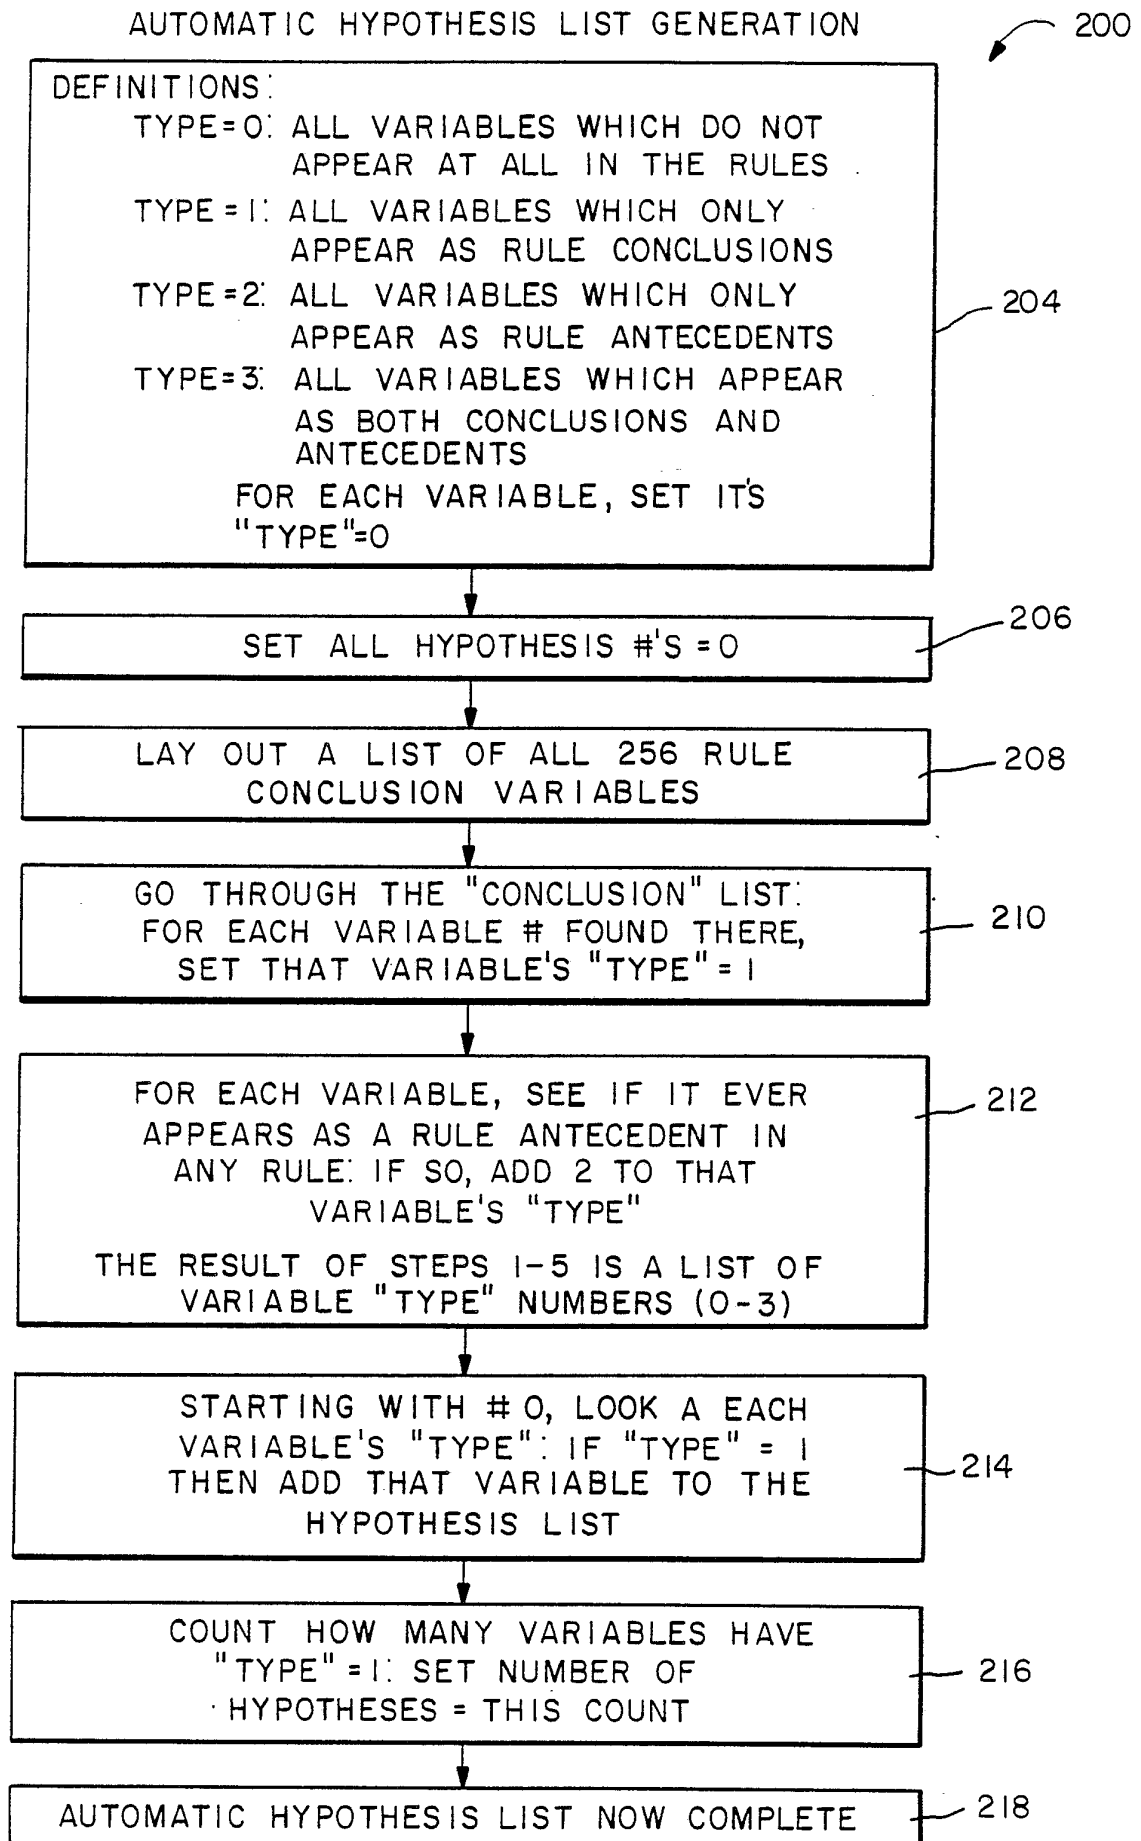 AUTOMATIC HYPOTHESIS LIST GENERATION
200
DEFINITIONS:
TYPE=0: ALL VARIABLES WHICH DO NOT
APPEAR AT ALL IN THE RULES
TYPE=1: ALL VARIABLES WHICH ONLY
APPEAR AS RULE CONCLUSIONS
TYPE=2: ALL VARIABLES WHICH ONLY
APPEAR AS RULE ANTECEDENTS
TYPE=3: ALL VARIABLES WHICH APPEAR
AS BOTH CONCLUSIONS AND
ANTECEDENTS
FOR EACH VARIABLE, SET IT'S
"TYPE"=0
204
SET ALL HYPOTHESIS #'S = 0
206
LAY OUT A LIST OF ALL 256 RULE
CONCLUSION VARIABLES
208
GO THROUGH THE "CONCLUSION" LIST:
FOR EACH VARIABLE # FOUND THERE,
SET THAT VARIABLE'S "TYPE" = 1
210
FOR EACH VARIABLE, SEE IF IT EVER
APPEARS AS A RULE ANTECEDENT IN
ANY RULE: IF SO, ADD 2 TO THAT
VARIABLE'S "TYPE"
THE RESULT OF STEPS 1-5 IS A LIST OF
VARIABLE "TYPE" NUMBERS (0-3)
212
STARTING WITH # 0, LOOK A EACH
VARIABLE'S "TYPE": IF "TYPE" = 1
THEN ADD THAT VARIABLE TO THE
HYPOTHESIS LIST
214
COUNT HOW MANY VARIABLES HAVE
"TYPE" = 1: SET NUMBER OF
HYPOTHESES = THIS COUNT
216
AUTOMATIC HYPOTHESIS LIST NOW COMPLETE
218